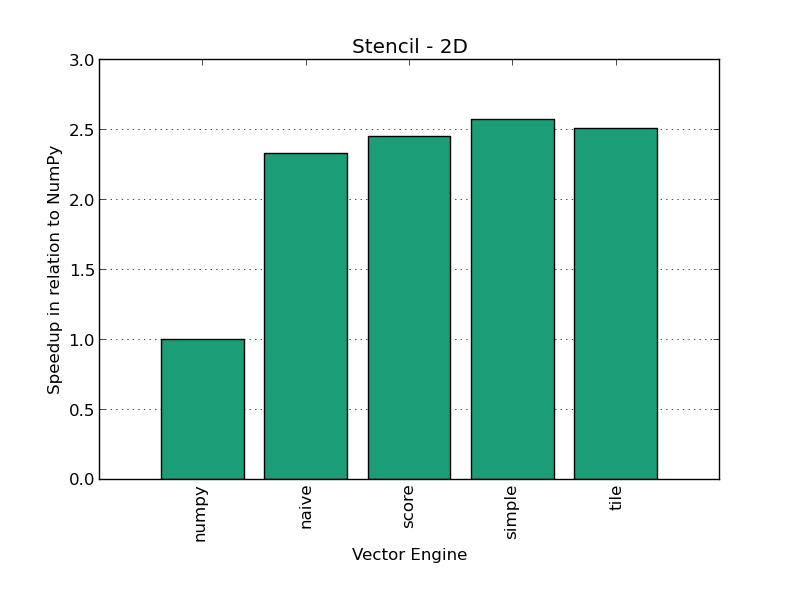 Stencil - 2D
Speedup in relation to NumPy
3.0
2.5
2.0
1.5
1.0
0.5
0.0
numpy
naive
score
simple
tile
Vector Engine